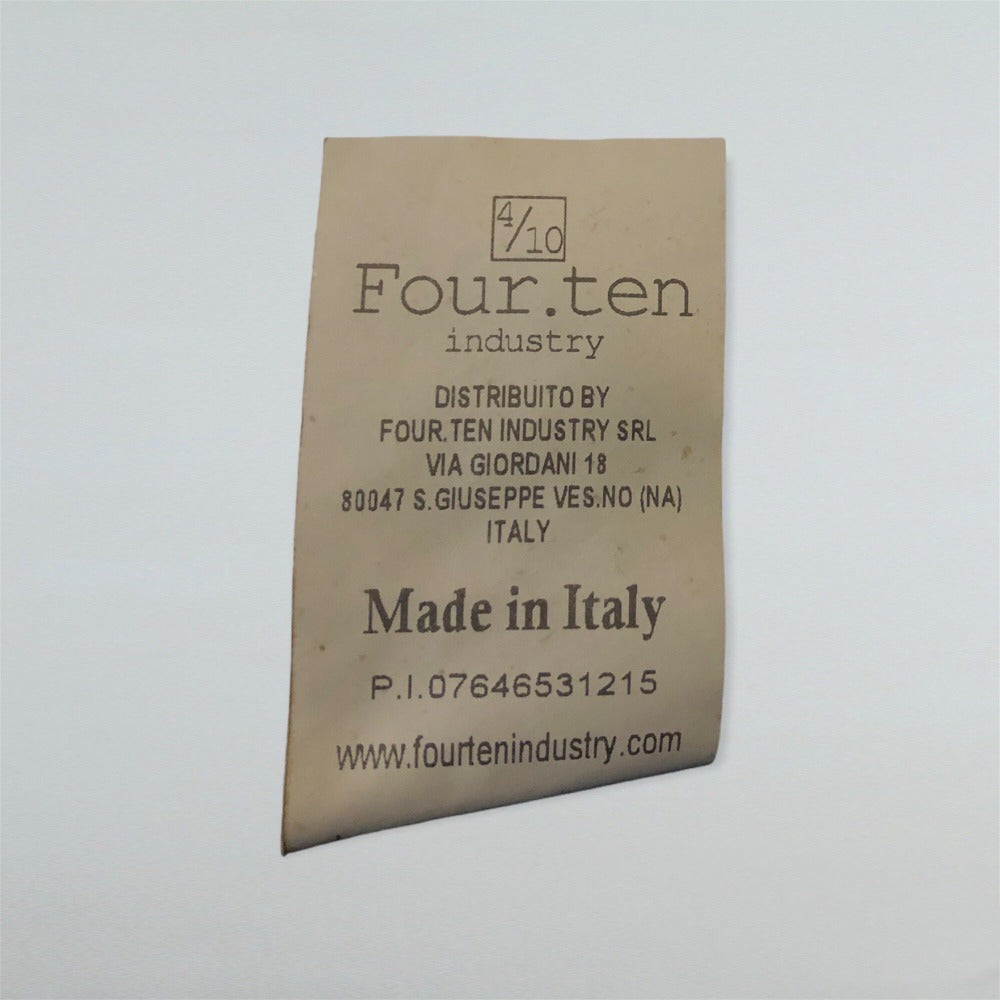 4/10
Four.ten
industry
DISTRIBUITO BY
FOUR.TEN INDUSTRY SRL
VIA GIORDANI 18
80047 S.GIUSEPPE VES.NO (NA)
ITALY
Made in Italy
P.I.07646531215
www.fourtenindustry.com